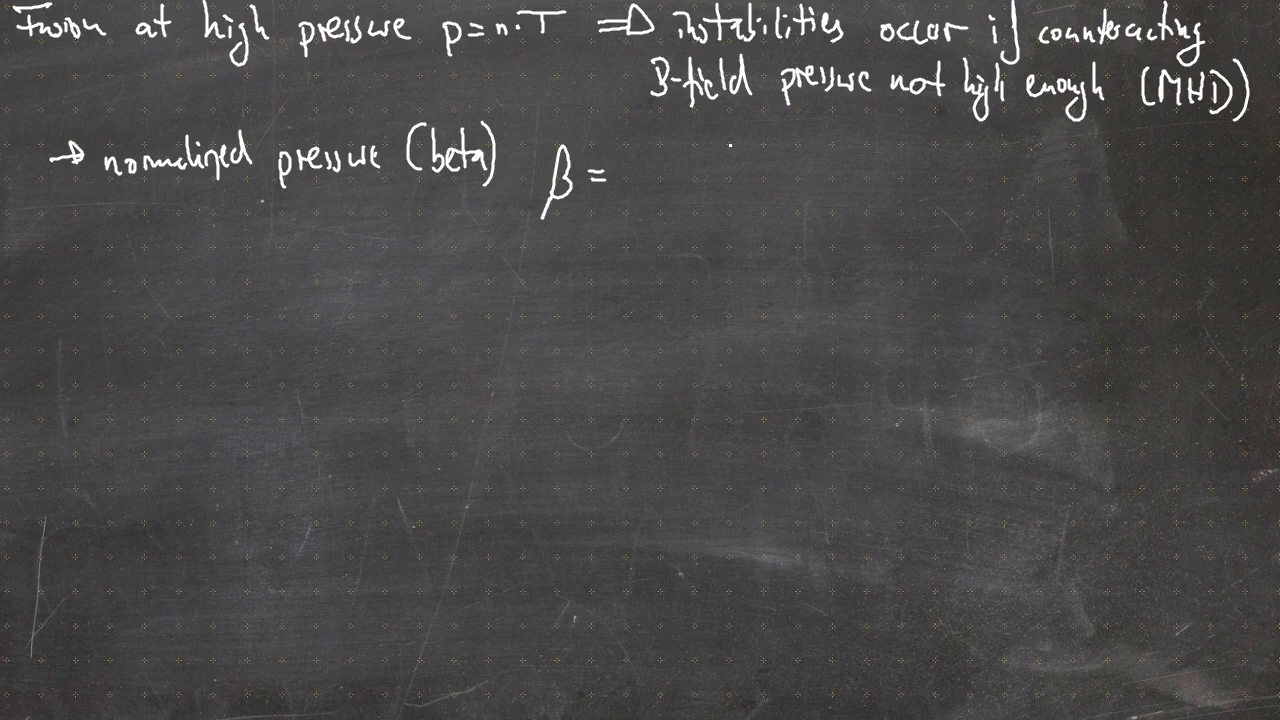 Fusion at high pressure p = n · T ⇒ instabilities occur if counteracting
B-field pressure not high enough (MHD)
→ normalized pressure (beta) β =